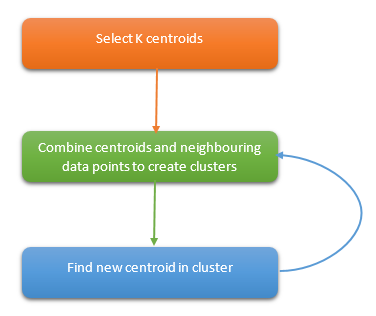 Select K centroids
Combine centroids and neighbouring
data points to create clusters
Find new centroid in cluster